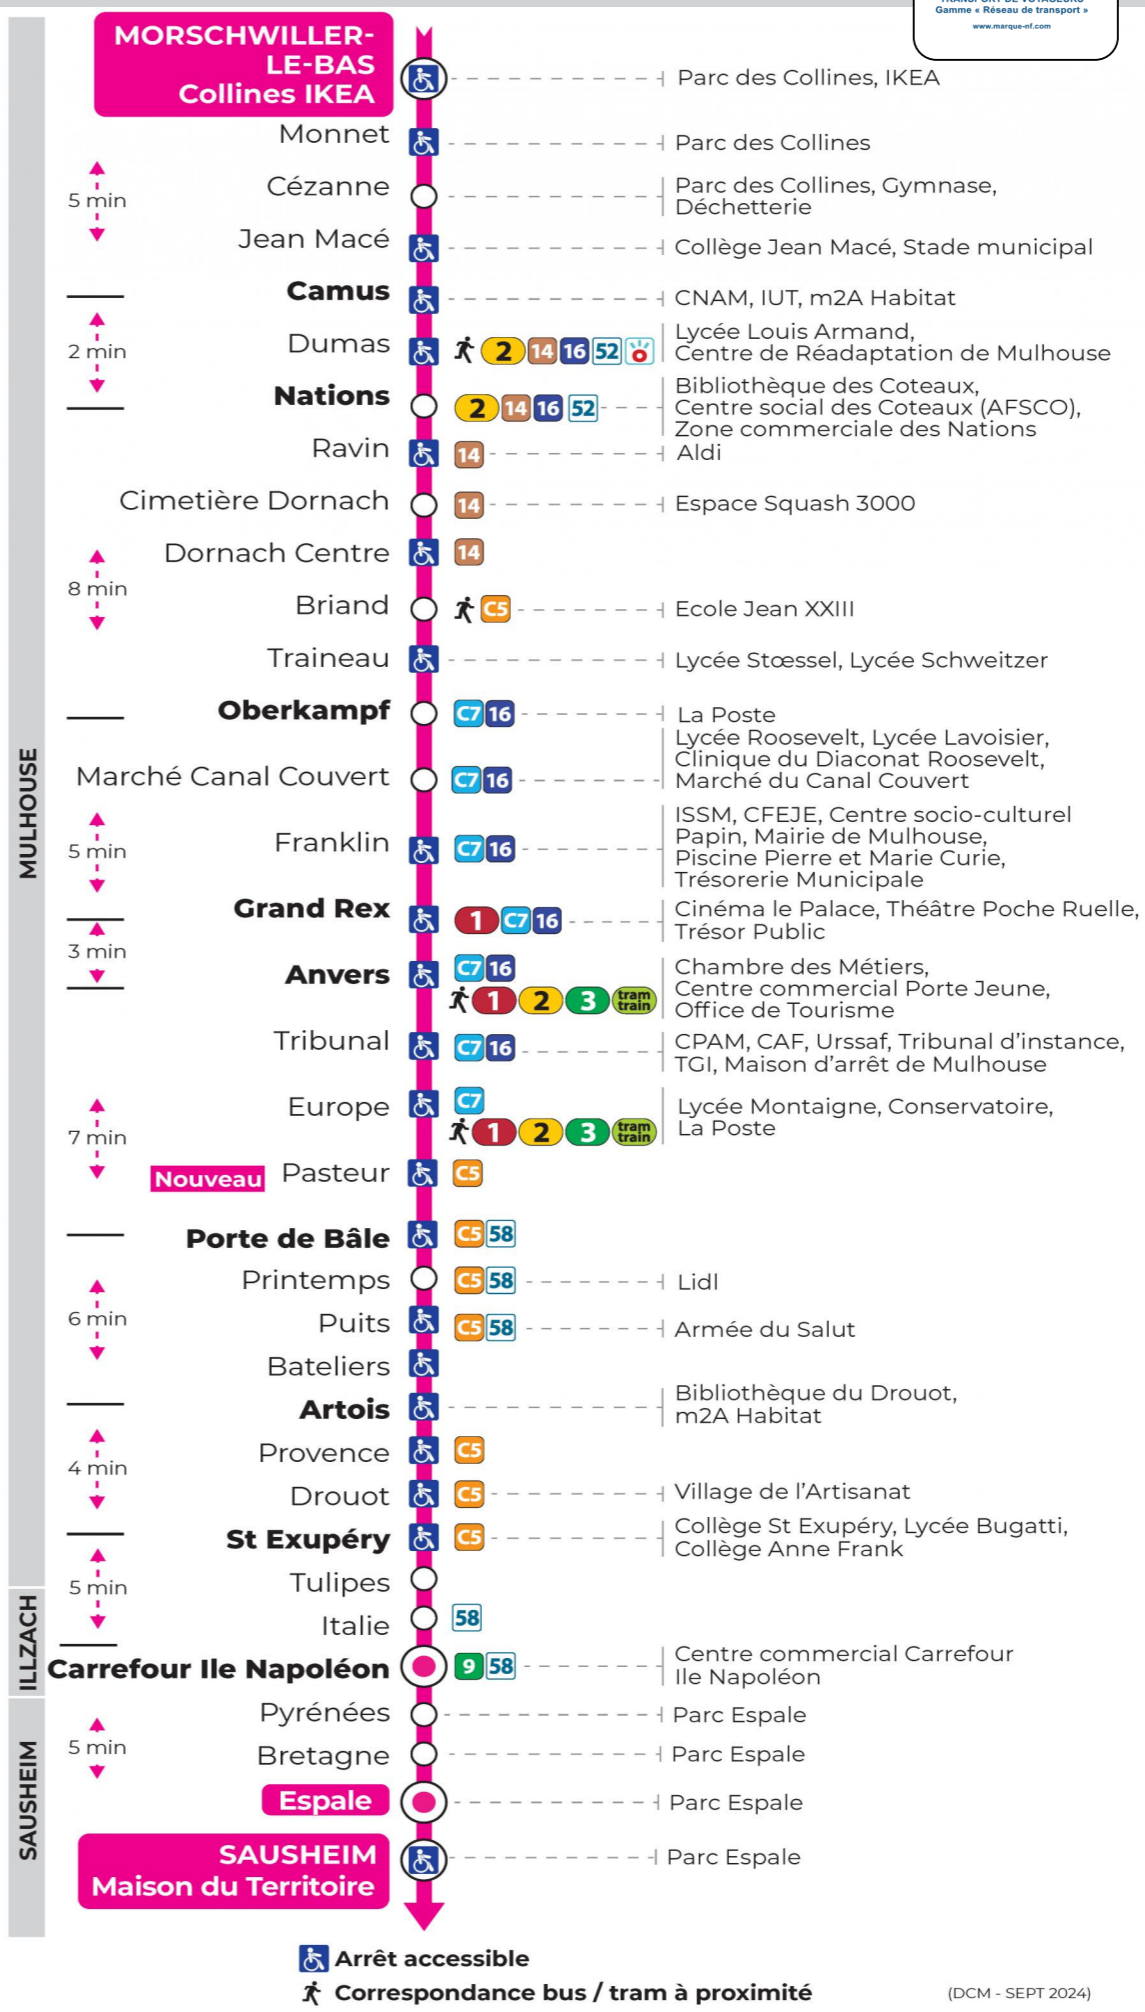 TRANSPORT DE VOYAGEURS
Gamme « Réseau de transport »
www.marque-nf.com
MORSCHWILLER-
LE-BAS
Collines IKEA
Parc des Collines, IKEA
Monnet
Parc des Collines
5 min
Cézanne
Parc des Collines, Gymnase,
Déchetterie
Jean Macé
Collège Jean Macé, Stade municipal
Camus
CNAM, IUT, m2A Habitat
2 min
Dumas
2 14 16 52
Lycée Louis Armand,
Centre de Réadaptation de Mulhouse
Nations
2 14 16 52
Bibliothèque des Coteaux,
Centre social des Coteaux (AFSCO),
Zone commerciale des Nations
Ravin
14
Aldi
Cimetière Dornach
14
Espace Squash 3000
Dornach Centre
14
8 min
Briand
C5
Ecole Jean XXIII
Traineau
Lycée Stœssel, Lycée Schweitzer
Oberkampf
C7 16
La Poste
MULHOUSE
Marché Canal Couvert
C7 16
Lycée Roosevelt, Lycée Lavoisier,
Clinique du Diaconat Roosevelt,
Marché du Canal Couvert
5 min
Franklin
C7 16
ISSM, CFEJE, Centre socio-culturel
Papin, Mairie de Mulhouse,
Piscine Pierre et Marie Curie,
Trésorerie Municipale
Grand Rex
1 C7 16
Cinéma le Palace, Théâtre Poche Ruelle,
Trésor Public
3 min
Anvers
C7 16
1 2 3 tram train
Chambre des Métiers,
Centre commercial Porte Jeune,
Office de Tourisme
Tribunal
C7 16
CPAM, CAF, Urssaf, Tribunal d'instance,
TGI, Maison d'arrêt de Mulhouse
7 min
Europe
C7
1 2 3 tram train
Lycée Montaigne, Conservatoire,
La Poste
Nouveau Pasteur
C5
Porte de Bâle
C5 58
Printemps
C5 58
Lidl
6 min
Puits
C5 58
Armée du Salut
Bateliers
Artois
Bibliothèque du Drouot,
m2A Habitat
4 min
Provence
C5
Drouot
C5
Village de l'Artisanat
St Exupéry
C5
Collège St Exupéry, Lycée Bugatti,
Collège Anne Frank
5 min
Tulipes
ILLZACH
Italie
58
Carrefour Ile Napoléon
9 58
Centre commercial Carrefour
Ile Napoléon
SAUSHEIM
5 min
Pyrénées
Parc Espale
Bretagne
Parc Espale
Espale
Parc Espale
SAUSHEIM
Maison du Territoire
Parc Espale
Arrêt accessible
Correspondance bus / tram à proximité
(DCM - SEPT 2024)